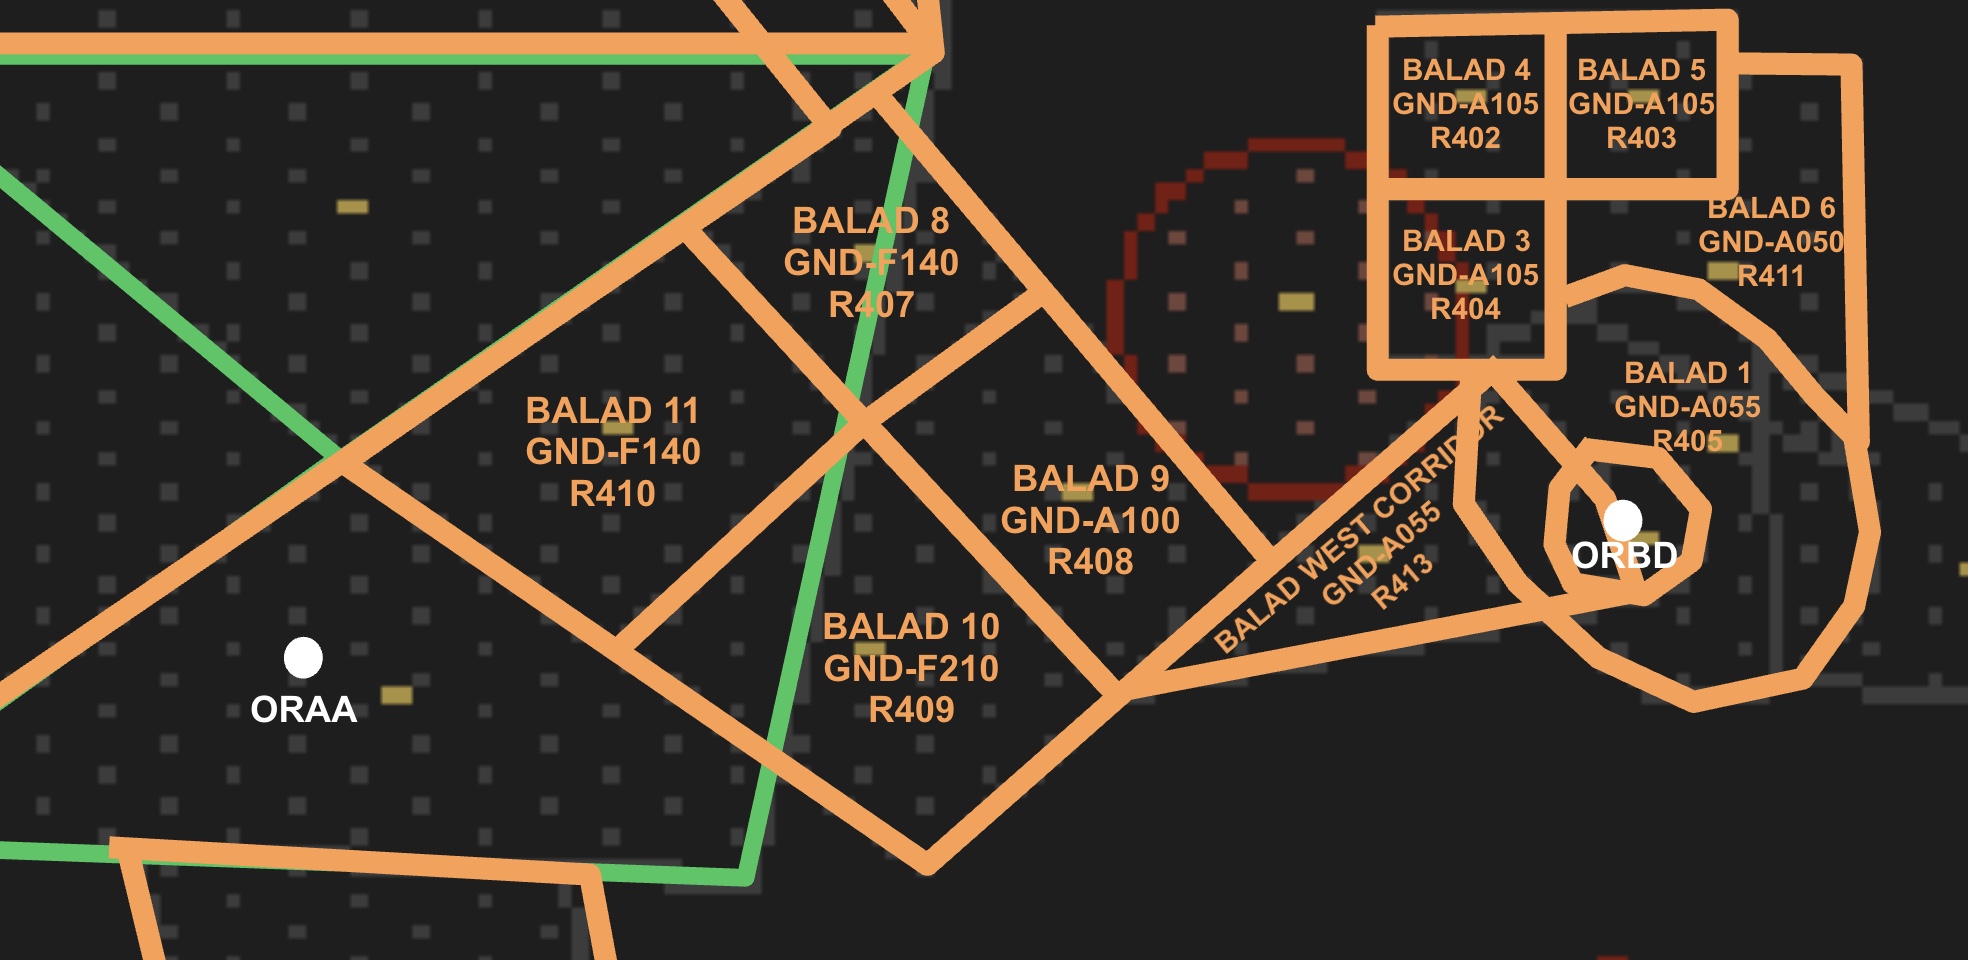 BALAD 4
GND-A105
R402
BALAD 5
GND-A105
R403
BALAD 6
GND-A050
R411
BALAD 8
GND-F140
R407
BALAD 3
GND-A105
R404
BALAD 1
GND-A055
R405
BALAD 11
GND-F140
R410
BALAD 9
GND-A100
R408
BALAD WEST CORRIDOR
GND-A055
R413
ORBD
BALAD 10
GND-F210
R409
ORAA